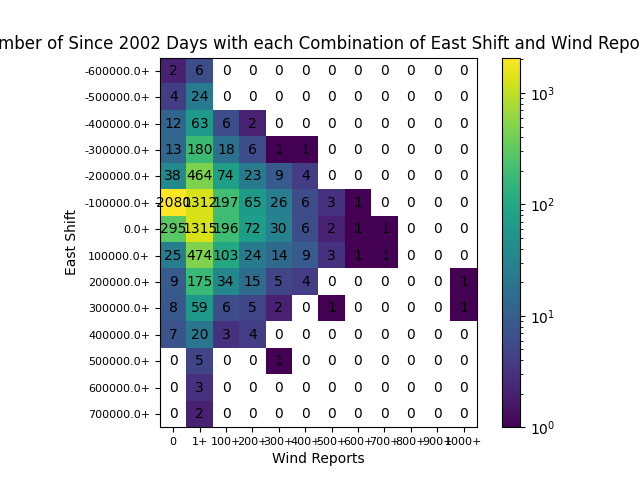 mber of Since 2002 Days with each Combination of East Shift and Wind Repo
East Shift
-600000.0+ 2 6 0 0 0 0 0 0 0 0 0 0
-500000.0+ 4 24 0 0 0 0 0 0 0 0 0 0
-400000.0+ 12 63 6 2 0 0 0 0 0 0 0 0
-300000.0+ 13 180 18 6 1 1 0 0 0 0 0 0
-200000.0+ 38 464 74 23 9 4 0 0 0 0 0 0
-100000.0+ 2080 1312 197 65 26 6 3 1 0 0 0 0
0.0+ 295 1315 196 72 30 6 2 1 1 0 0 0
100000.0+ 25 474 103 24 14 9 3 1 1 0 0 0
200000.0+ 9 175 34 15 5 4 0 0 0 0 0 1
300000.0+ 8 59 6 5 2 0 1 0 0 0 0 1
400000.0+ 7 20 3 4 0 0 0 0 0 0 0 0
500000.0+ 0 5 0 0 1 0 0 0 0 0 0 0
600000.0+ 0 3 0 0 0 0 0 0 0 0 0 0
700000.0+ 0 2 0 0 0 0 0 0 0 0 0 0
0 1+ 100+ 200+ 300+ 400+ 500+ 600+ 700+ 800+ 900+ 1000+
Wind Reports
10³
10²
10¹
10⁰